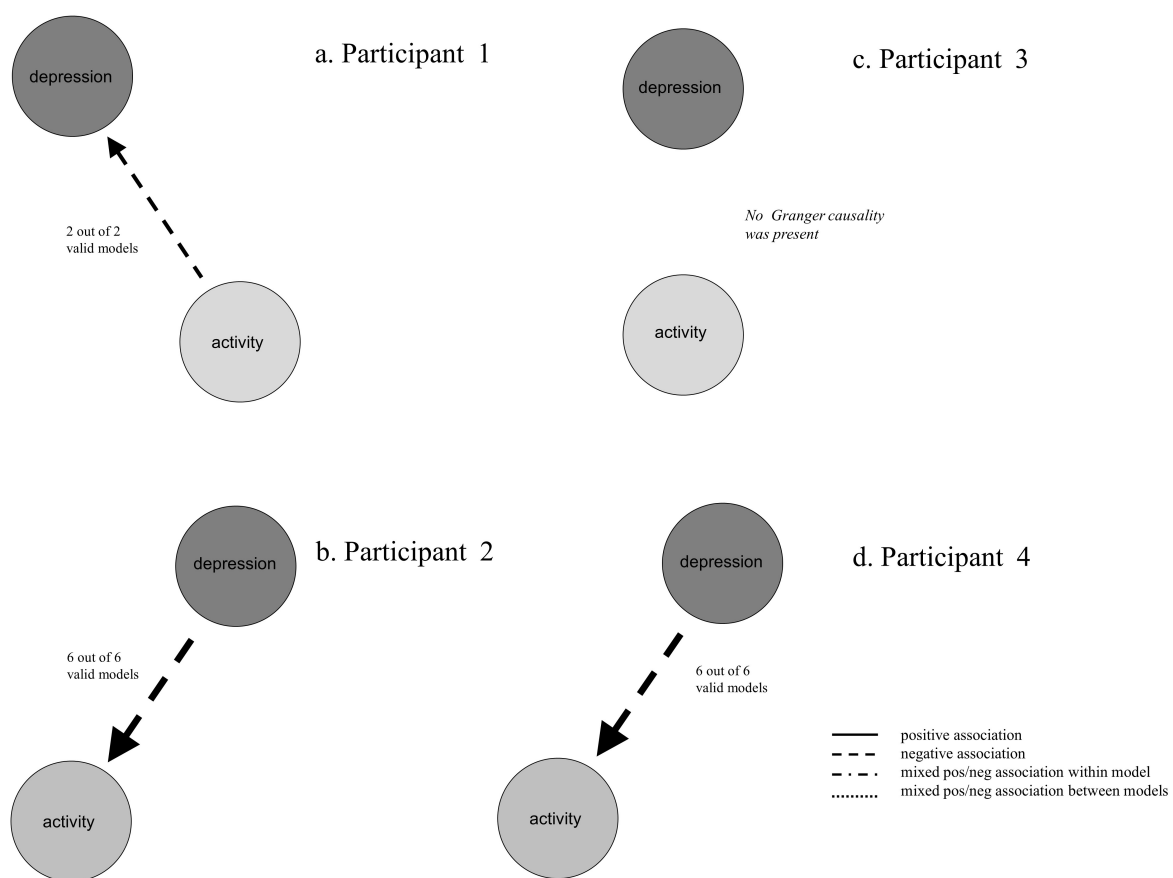 depression
a. Participant 1
2 out of 2
valid models
activity
depression
c. Participant 3
No Granger causality
was present
activity
depression
b. Participant 2
6 out of 6
valid models
activity
depression
d. Participant 4
6 out of 6
valid models
activity
positive association
negative association
mixed pos/neg association within model
mixed pos/neg association between models